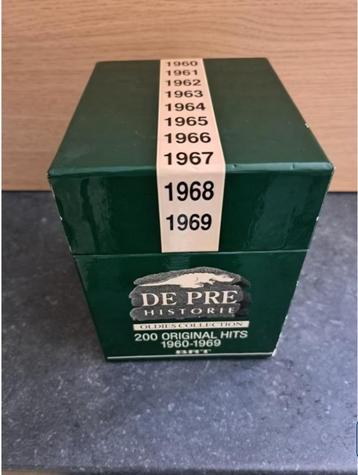 1960
1961
1962
1963
1964
1965
1966
1967
1968
1969
DE PRE
HISTORIE
OLDIES COLLECTION
200 ORIGINAL HITS
1960-1969
BRT